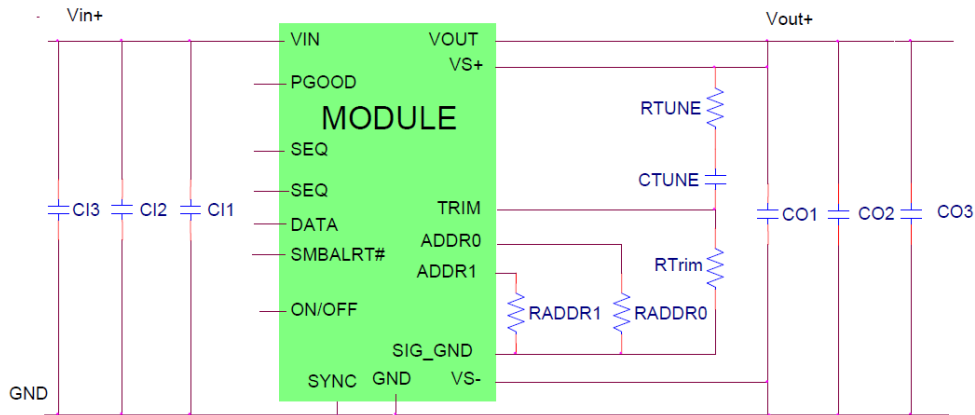 Vin+
Vout+
VIN
VOUT
VS+
PGOOD
MODULE
RTUNE
SEQ
CTUNE
SEQ
CI3
CI2
CI1
TRIM
CO1
CO2
CO3
DATA
ADDR0
SMBALRT#
ADDR1
RTrim
ON/OFF
RADDR1
RADDR0
SIG_GND
SYNC
GND
VS-
GND